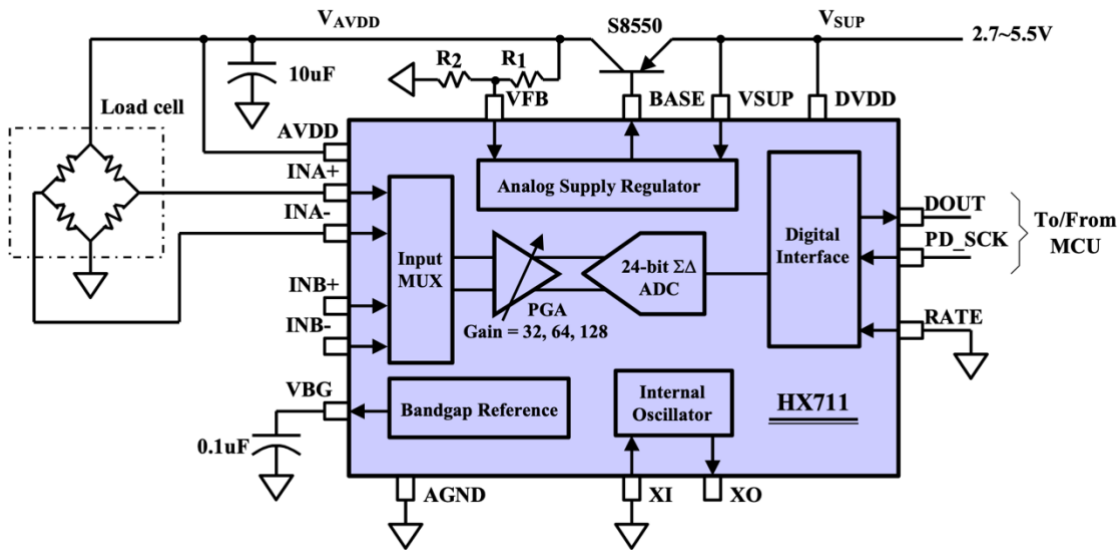 V_AVDD
S8550
V_SUP
2.7~5.5V
R2
R1
10uF
VFB
BASE
VSUP
DVDD
Load cell
AVDD
INA+
INA-
INB+
INB-
VBG
0.1uF
Analog Supply Regulator
Input
MUX
PGA
Gain = 32, 64, 128
24-bit ΣΔ
ADC
Digital
Interface
DOUT
PD_SCK
To/From
MCU
RATE
Bandgap Reference
Internal
Oscillator
HX711
AGND
XI
XO